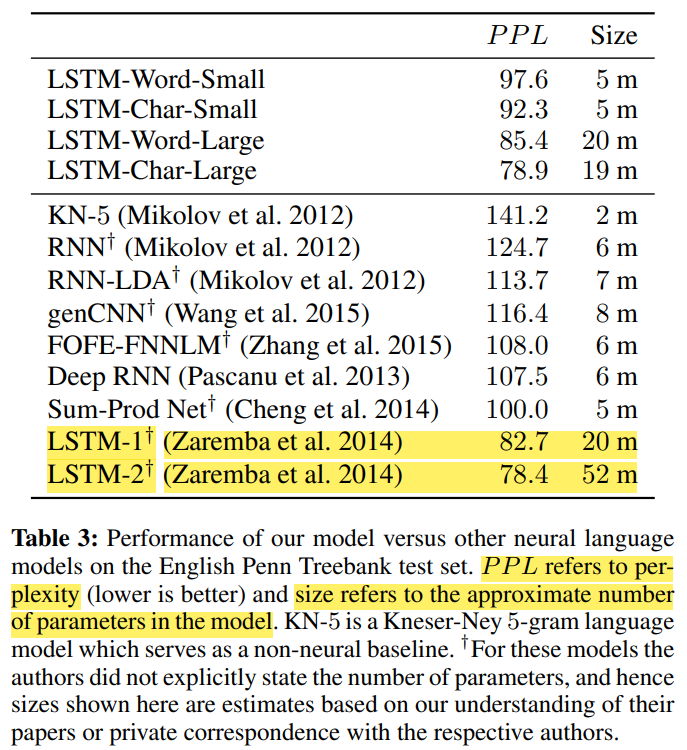 PPL Size
LSTM-Word-Small 97.6 5 m
LSTM-Char-Small 92.3 5 m
LSTM-Word-Large 85.4 20 m
LSTM-Char-Large 78.9 19 m
KN-5 (Mikolov et al. 2012) 141.2 2 m
RNN† (Mikolov et al. 2012) 124.7 6 m
RNN-LDA† (Mikolov et al. 2012) 113.7 7 m
genCNN† (Wang et al. 2015) 116.4 8 m
FOFE-FNNLM† (Zhang et al. 2015) 108.0 6 m
Deep RNN (Pascanu et al. 2013) 107.5 6 m
Sum-Prod Net† (Cheng et al. 2014) 100.0 5 m
LSTM-1† (Zaremba et al. 2014) 82.7 20 m
LSTM-2† (Zaremba et al. 2014) 78.4 52 m
Table 3: Performance of our model versus other neural language
models on the English Penn Treebank test set. PPL refers to per-
plexity (lower is better) and size refers to the approximate number
of parameters in the model. KN-5 is a Kneser-Ney 5-gram language
model which serves as a non-neural baseline. †For these models the
authors did not explicitly state the number of parameters, and hence
sizes shown here are estimates based on our understanding of their
papers or private correspondence with the respective authors.